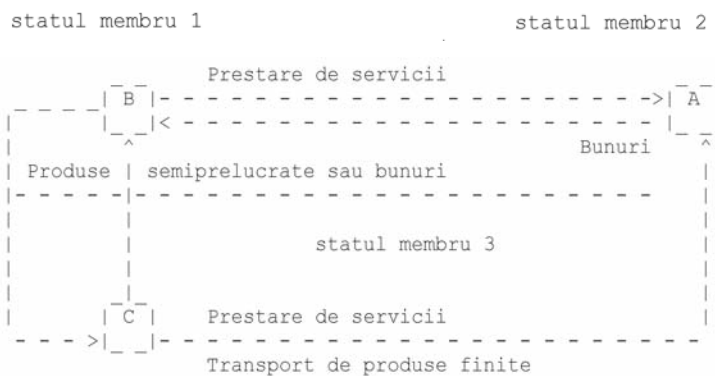 statul membru 1 statul membru 2
Prestare de servicii
B A
Bunuri
Produse semiprelucrate sau bunuri
statul membru 3
C Prestare de servicii
Transport de produse finite